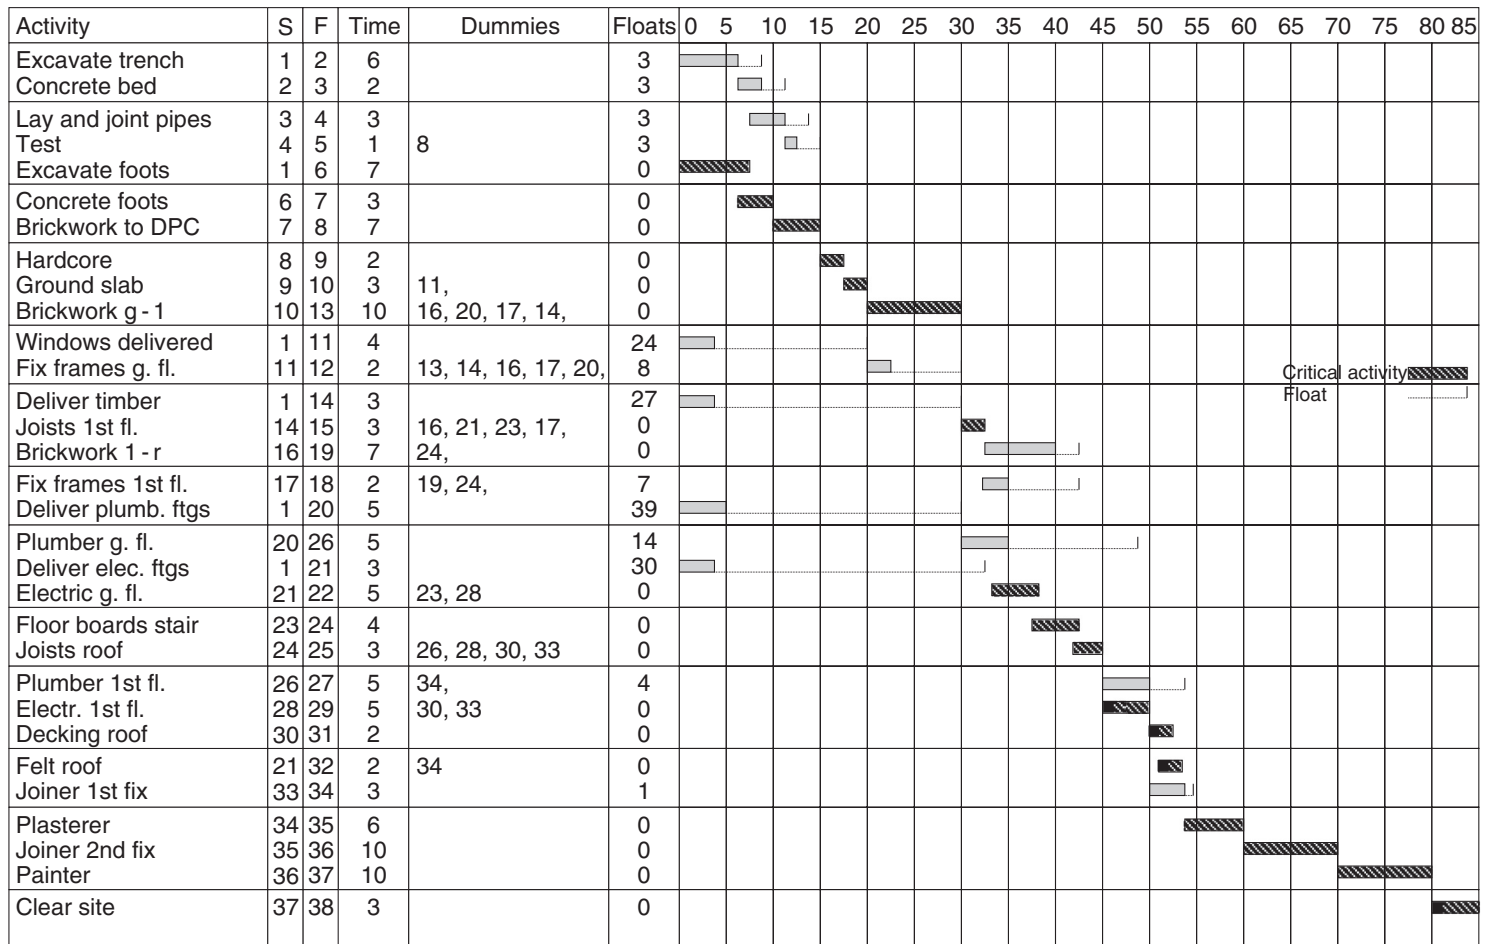 Activity S F Time Dummies Floats 0 5 10 15 20 25 30 35 40 45 50 55 60 65 70 75 80 85
Excavate trench 1 2 6 3
Concrete bed 2 3 2 3
Lay and joint pipes 3 4 3 3
Test 4 5 1 8 3
Excavate foots 1 6 7 0
Concrete foots 6 7 3 0
Brickwork to DPC 7 8 7 0
Hardcore 8 9 2 0
Ground slab 9 10 3 11, 0
Brickwork g - 1 10 13 10 16, 20, 17, 14, 0
Windows delivered 1 11 4 24
Fix frames g. fl. 11 12 2 13, 14, 16, 17, 20, 8
Critical activity
Deliver timber 1 14 3 27
Float
Joists 1st fl. 14 15 3 16, 21, 23, 17, 0
Brickwork 1 - r 16 19 7 24, 0
Fix frames 1st fl. 17 18 2 19, 24, 7
Deliver plumb. ftgs 1 20 5 39
Plumber g. fl. 20 26 5 14
Deliver elec. ftgs 1 21 3 30
Electric g. fl. 21 22 5 23, 28 0
Floor boards stair 23 24 4 0
Joists roof 24 25 3 26, 28, 30, 33 0
Plumber 1st fl. 26 27 5 34, 4
Electr. 1st fl. 28 29 5 30, 33 0
Decking roof 30 31 2 0
Felt roof 21 32 2 34 0
Joiner 1st fix 33 34 3 1
Plasterer 34 35 6 0
Joiner 2nd fix 35 36 10 0
Painter 36 37 10 0
Clear site 37 38 3 0